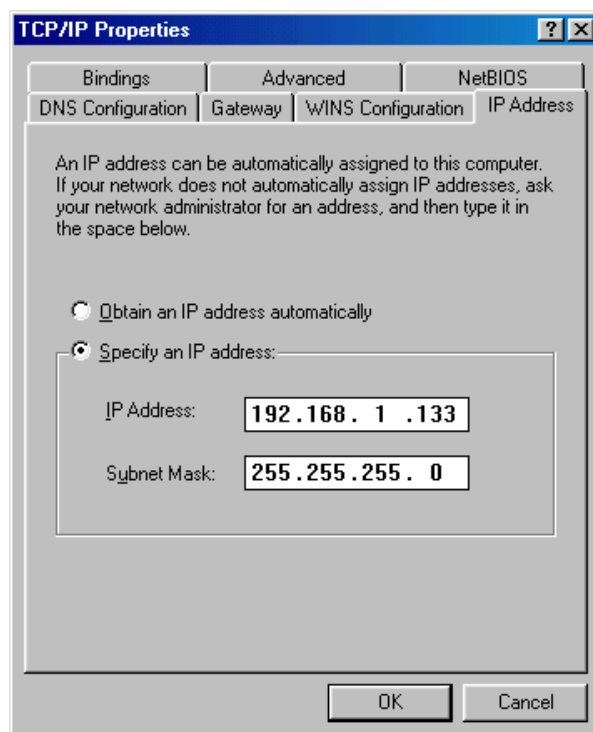 TCP/IP Properties
Bindings Advanced NetBIOS
DNS Configuration Gateway WINS Configuration IP Address
An IP address can be automatically assigned to this computer.
If your network does not automatically assign IP addresses, ask
your network administrator for an address, and then type it in
the space below.
Obtain an IP address automatically
Specify an IP address:
IP Address: 192.168. 1 .133
Subnet Mask: 255.255.255. 0
OK Cancel